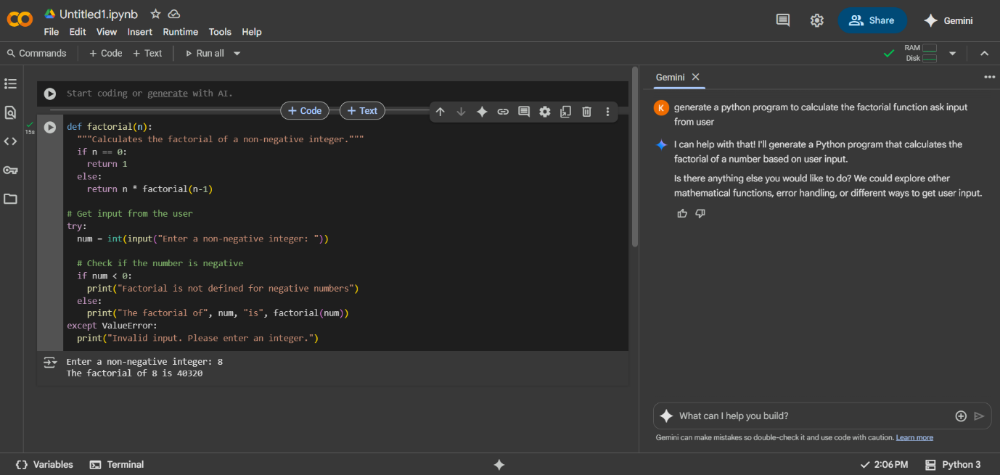 Untitled1.ipynb
File Edit View Insert Runtime Tools Help
Share
Gemini
Commands + Code + Text Run all
RAM
Disk
Start coding or generate with AI.
+ Code + Text
15s
def factorial(n):
  """Calculates the factorial of a non-negative integer."""
  if n == 0:
    return 1
  else:
    return n * factorial(n-1)
# Get input from the user
try:
  num = int(input("Enter a non-negative integer: "))
  # Check if the number is negative
  if num < 0:
    print("Factorial is not defined for negative numbers")
  else:
    print("The factorial of", num, "is", factorial(num))
except ValueError:
  print("Invalid input. Please enter an integer.")
Enter a non-negative integer: 8
The factorial of 8 is 40320
Gemini
K
generate a python program to calculate the factorial function ask input
from user
I can help with that! I'll generate a Python program that calculates the
factorial of a number based on user input.
Is there anything else you would like to do? We could explore other
mathematical functions, error handling, or different ways to get user input.
What can I help you build?
Gemini can make mistakes so double-check it and use code with caution. Learn more
Variables Terminal
2:06 PM Python 3